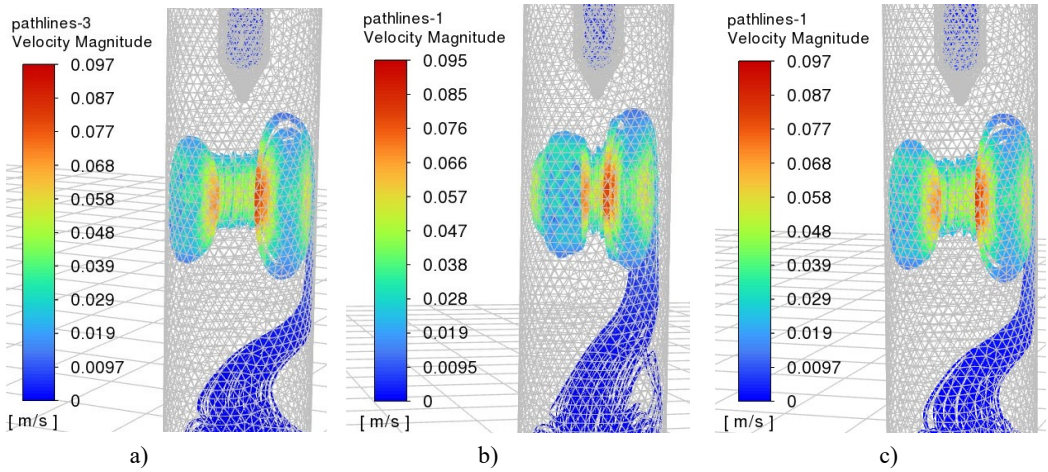 pathlines-3
Velocity Magnitude
0.097
0.087
0.077
0.068
0.058
0.048
0.039
0.029
0.019
0.0097
0
[ m/s ]
a)
pathlines-1
Velocity Magnitude
0.095
0.085
0.076
0.066
0.057
0.047
0.038
0.028
0.019
0.0095
0
[ m/s ]
b)
pathlines-1
Velocity Magnitude
0.097
0.087
0.077
0.068
0.058
0.048
0.039
0.029
0.019
0.0097
0
[ m/s ]
c)